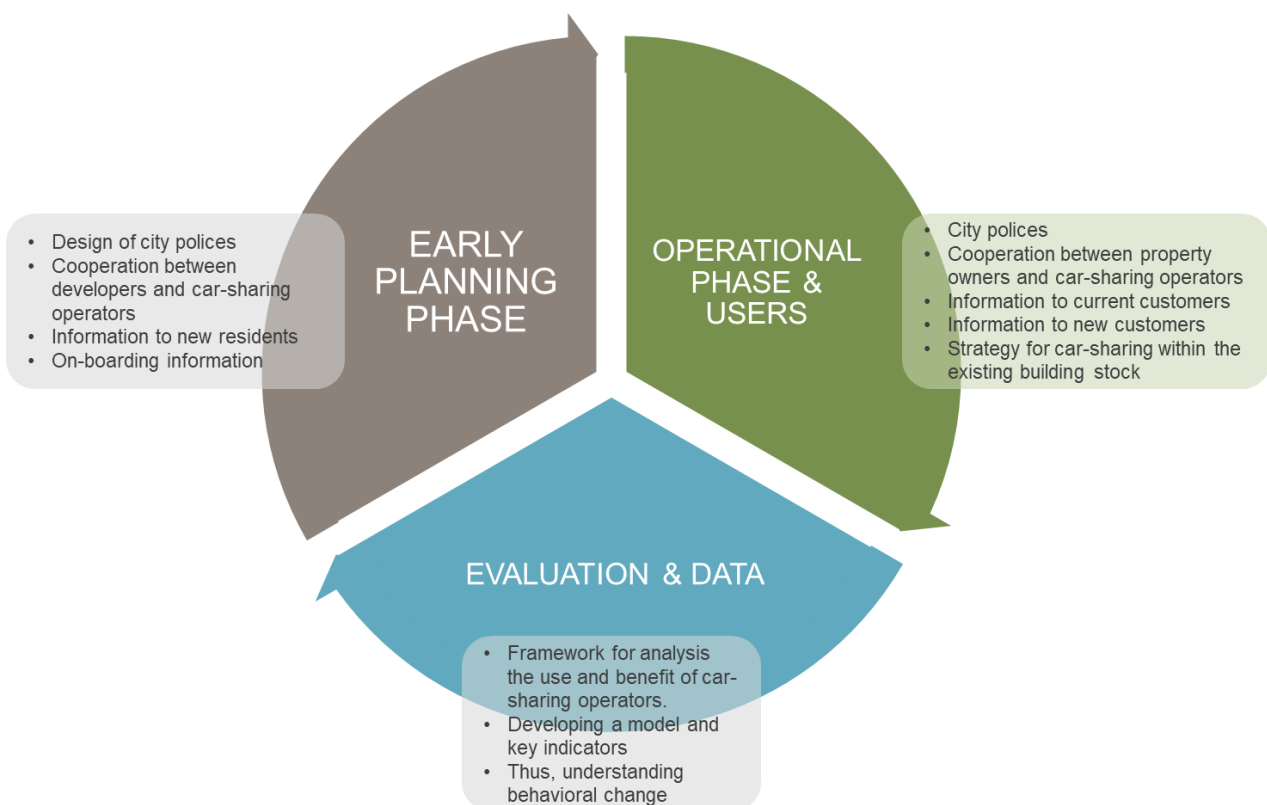 EARLY
PLANNING
PHASE
• Design of city polices
• Cooperation between
developers and car-sharing
operators
• Information to new residents
• On-boarding information
OPERATIONAL
PHASE &
USERS
• City polices
• Cooperation between property
owners and car-sharing operators
• Information to current customers
• Information to new customers
• Strategy for car-sharing within the
existing building stock
EVALUATION & DATA
• Framework for analysis
the use and benefit of car-
sharing operators.
• Developing a model and
key indicators
• Thus, understanding
behavioral change